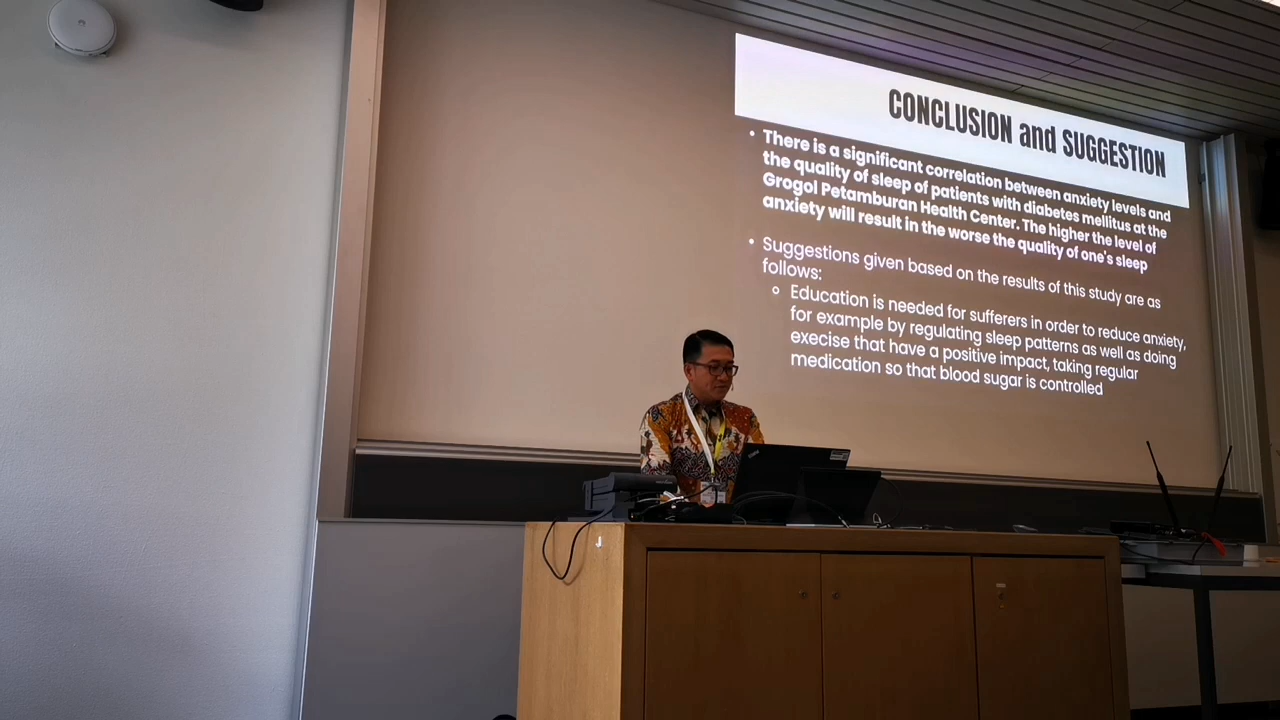 CONCLUSION and SUGGESTION
• There is a significant correlation between anxiety levels and
the quality of sleep of patients with diabetes mellitus at the
Grogol Petamburan Health Center. The higher the level of
anxiety will result in the worse the quality of one's sleep
• Suggestions given based on the results of this study are as
follows:
○ Education is needed for sufferers in order to reduce anxiety,
for example by regulating sleep patterns as well as doing
execise that have a positive impact, taking regular
medication so that blood sugar is controlled